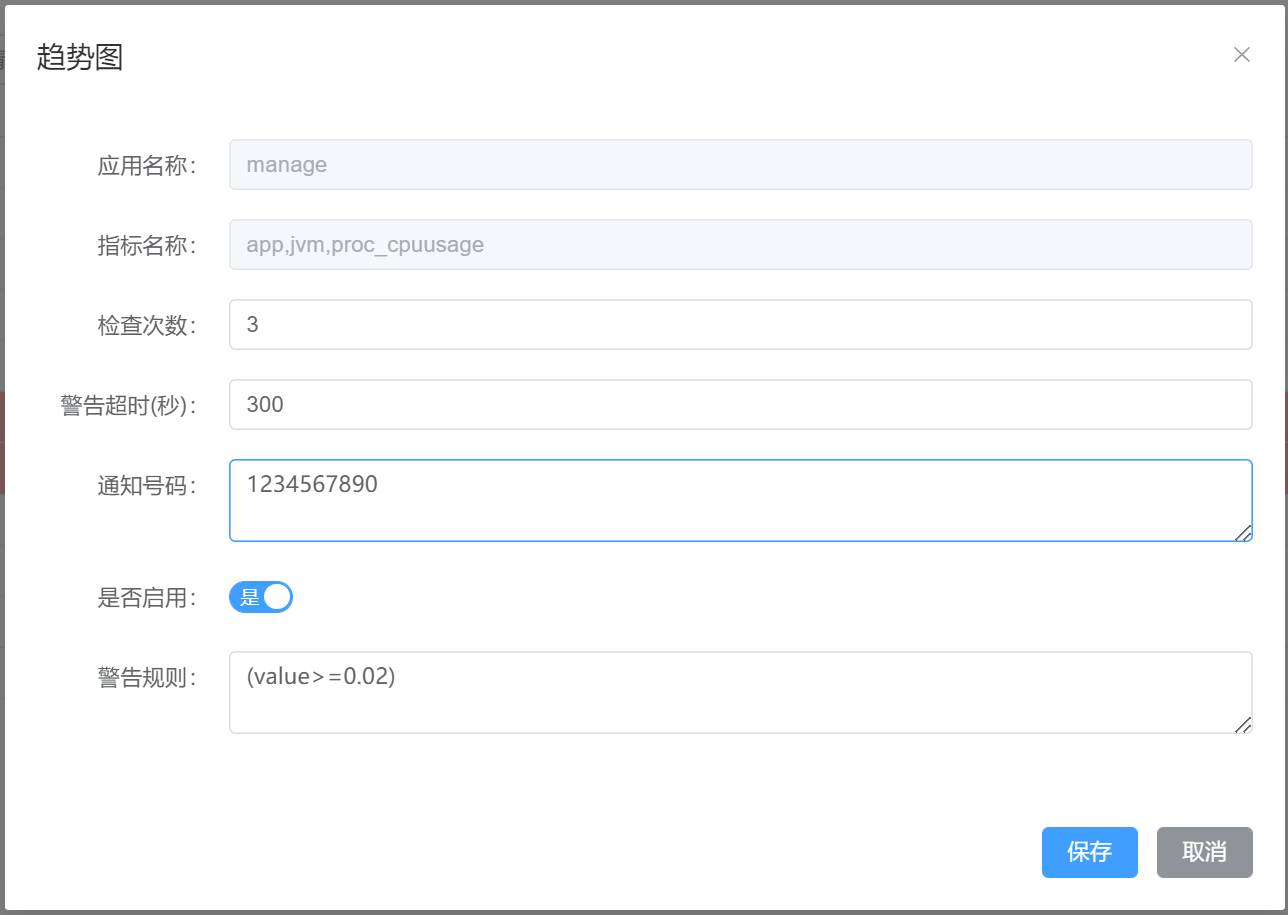 趋势图
应用名称： manage
指标名称： app,jvm,proc_cpuusage
检查次数： 3
警告超时(秒)： 300
通知号码： 1234567890
是否启用： 是
警告规则： (value>=0.02)
保存 取消